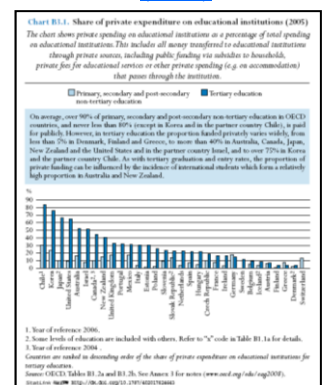 Chart B3.1. Share of private expenditure on educational institutions (2005)
The chart shows private spending on educational institutions as a percentage of total spending
on educational institutions. This includes all money transferred to educational institutions
through private sources, including public funding via subsidies to households,
private fees for educational services or other private spending (e.g. on accommodation)
that passes through the institution.
Primary, secondary and post-secondary non-tertiary education
Tertiary education
On average, over 90% of primary, secondary and post-secondary non-tertiary education in OECD
countries, and never less than 80% (except in Korea and in the partner country Chile), is paid
for publicly. However, in tertiary education the proportion funded privately varies widely, from
less than 5% in Denmark, Finland and Greece, to more than 40% in Australia, Canada, Japan,
New Zealand and the United States and in the partner country Israel, and to over 75% in Korea
and the partner country Chile. As with tertiary graduation and entry rates, the proportion of
private funding can be influenced by the incidence of international students which form a relatively
high proportion in Australia and New Zealand.
%
90
80
70
60
50
40
30
20
10
0
Chile
Korea
Japan
United States
Australia
Israel
Canada
New Zealand
United Kingdom
Portugal
Mexico
Italy
Estonia
Poland
Slovenia
Slovak Republic
Netherlands
Spain
Hungary
Czech Republic
France
Ireland
Germany
Sweden
Belgium
Iceland
Austria
Finland
Greece
Denmark
Switzerland
1. Year of reference 2006.
2. Some levels of education are included with others. Refer to "x" code in Table B1.1a for details.
3. Year of reference 2004.
Countries are ranked in descending order of the share of private expenditure on educational institutions for
tertiary education.
Source: OECD. Tables B3.2a and B3.2b. See Annex 3 for notes (www.oecd.org/edu/eag2008).